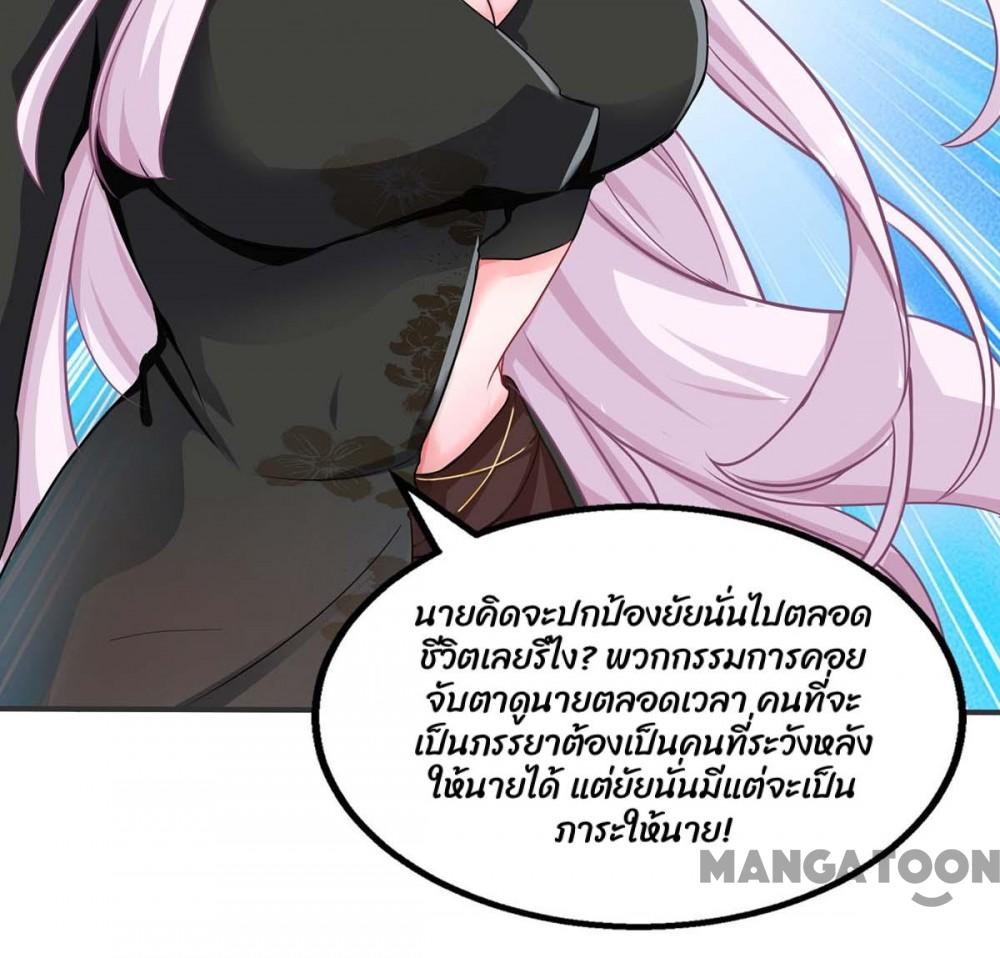 นายคิดจะปกป้องยัยนั่นไปตลอด
ชีวิตเลยรึไง? พวกกรรมการคอย
จับตาดูนายตลอดเวลา คนที่จะ
เป็นภรรยาต้องเป็นคนที่ระวังหลัง
ให้นายได้ แต่ยัยนั่นมีแต่จะเป็น
ภาระให้นาย!
MANGATOON